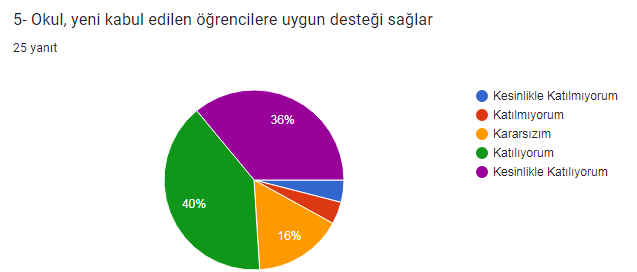 5- Okul, yeni kabul edilen öğrencilere uygun desteği sağlar
25 yanıt
Kesinlikle Katılmıyorum
Katılmıyorum
Kararsızım
Katılıyorum
Kesinlikle Katılıyorum
36%
40%
16%